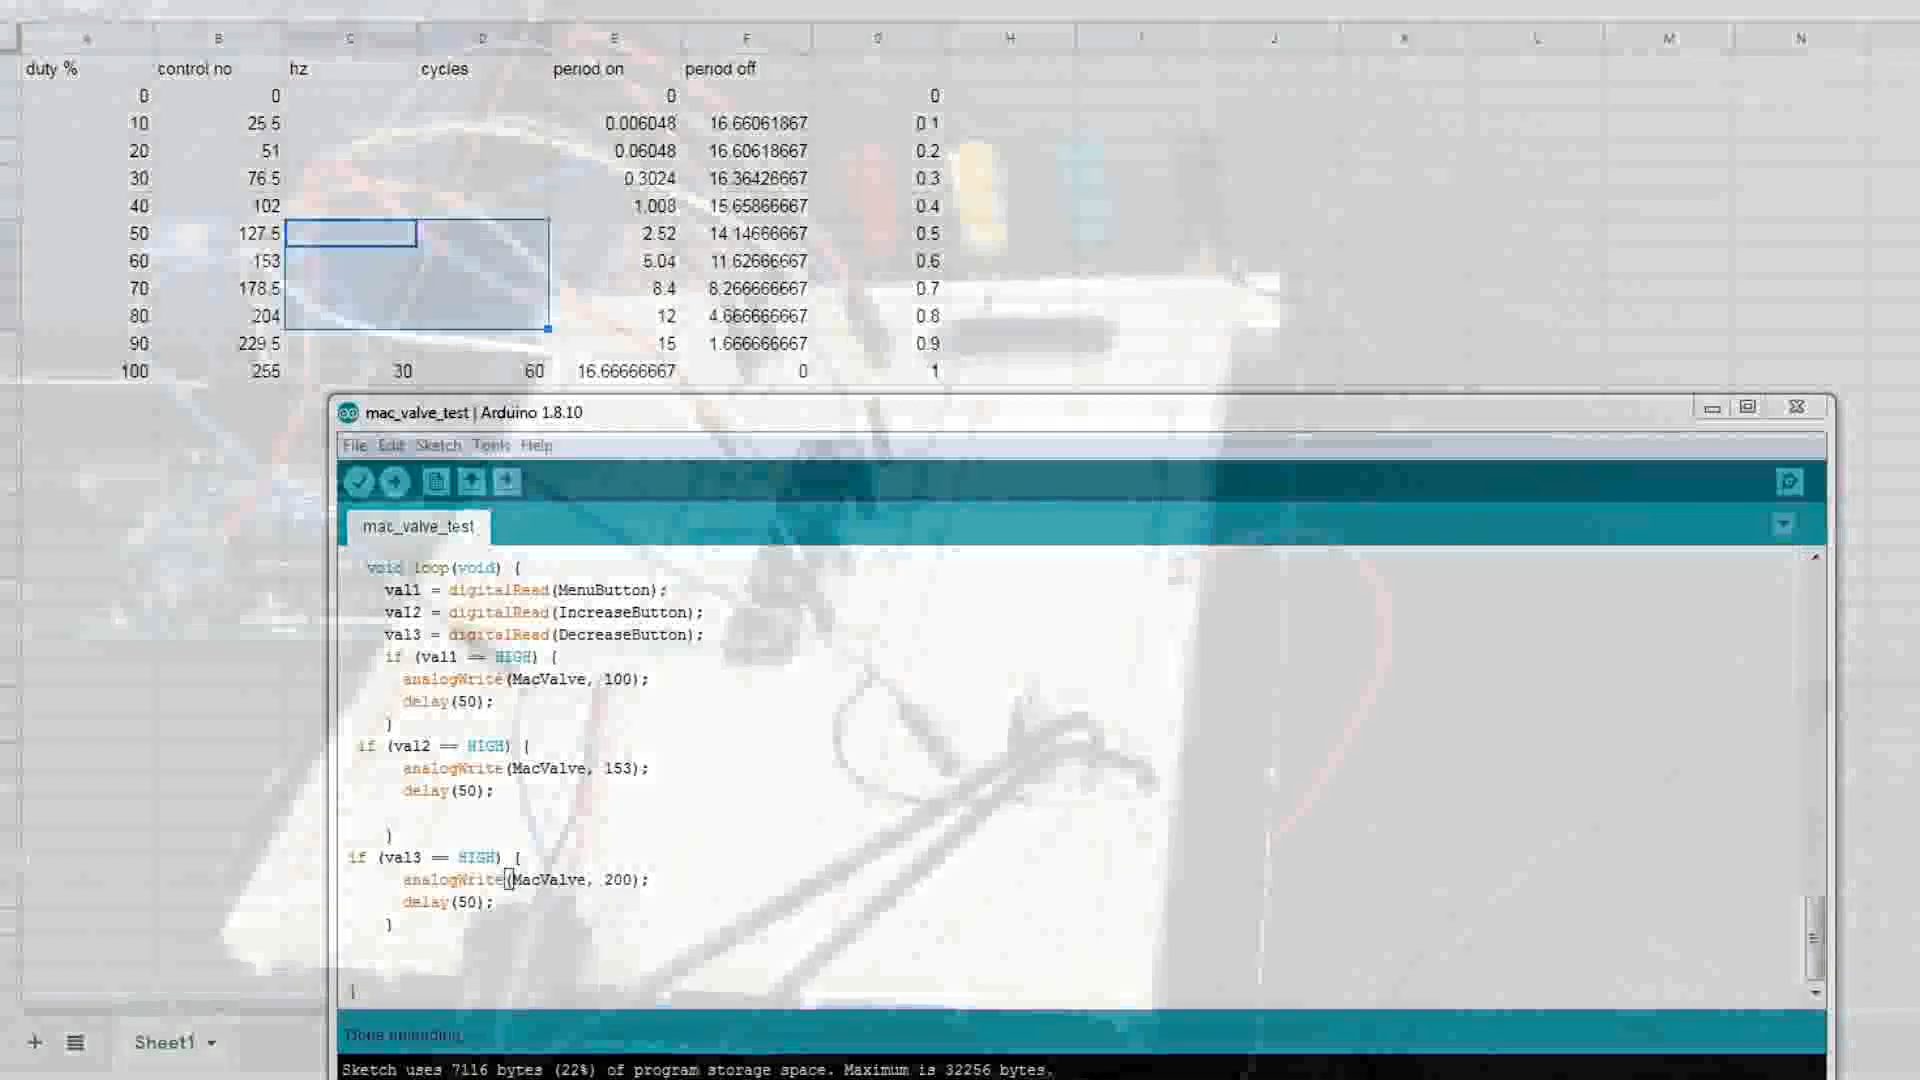 A B C D E F G H I J K L M N
duty % control no hz cycles period on period off
0 0 0 0
10 25.5 0.006048 16.66061867 0.1
20 51 0.06048 16.60618667 0.2
30 76.5 0.3024 16.36426667 0.3
40 102 1.008 15.65866667 0.4
50 127.5 2.52 14.14666667 0.5
60 153 5.04 11.62666667 0.6
70 178.5 8.4 8.266666667 0.7
80 204 12 4.666666667 0.8
90 229.5 15 1.666666667 0.9
100 255 30 60 16.66666667 0 1
mac_valve_test | Arduino 1.8.10
File Edit Sketch Tools Help
mac_valve_test
void loop(void) {
val1 = digitalRead(MenuButton);
val2 = digitalRead(IncreaseButton);
val3 = digitalRead(DecreaseButton);
if (val1 == HIGH) {
analogWrite(MacValve, 100);
delay(50);
}
if (val2 == HIGH) {
analogWrite(MacValve, 153);
delay(50);
}
if (val3 == HIGH) {
analogWrite(MacValve, 200);
delay(50);
}
}
Done uploading.
Sketch uses 7116 bytes (22%) of program storage space. Maximum is 32256 bytes.
Sheet1